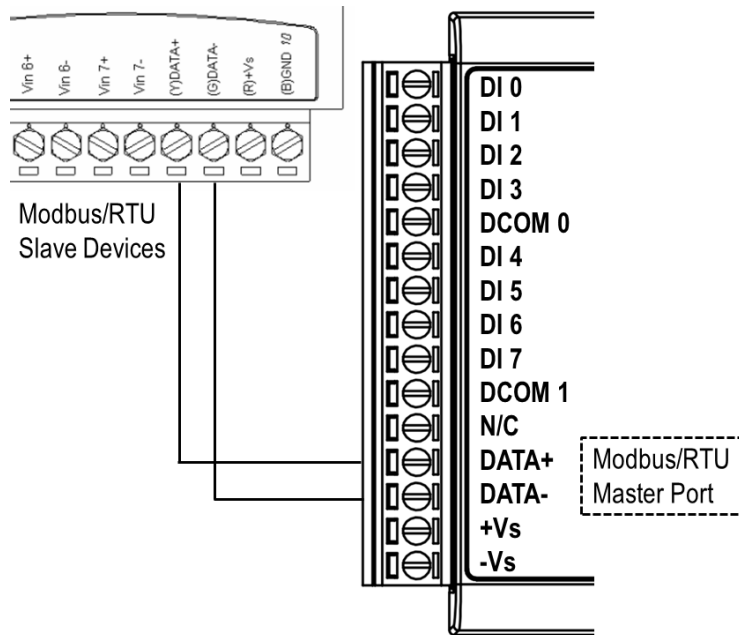 Vin 6+
Vin 6-
Vin 7+
Vin 7-
(Y)DATA+
(G)DATA-
(R)+Vs
(B)GND 10
Modbus/RTU
Slave Devices
DI 0
DI 1
DI 2
DI 3
DCOM 0
DI 4
DI 5
DI 6
DI 7
DCOM 1
N/C
DATA+
DATA-
+Vs
-Vs
Modbus/RTU
Master Port